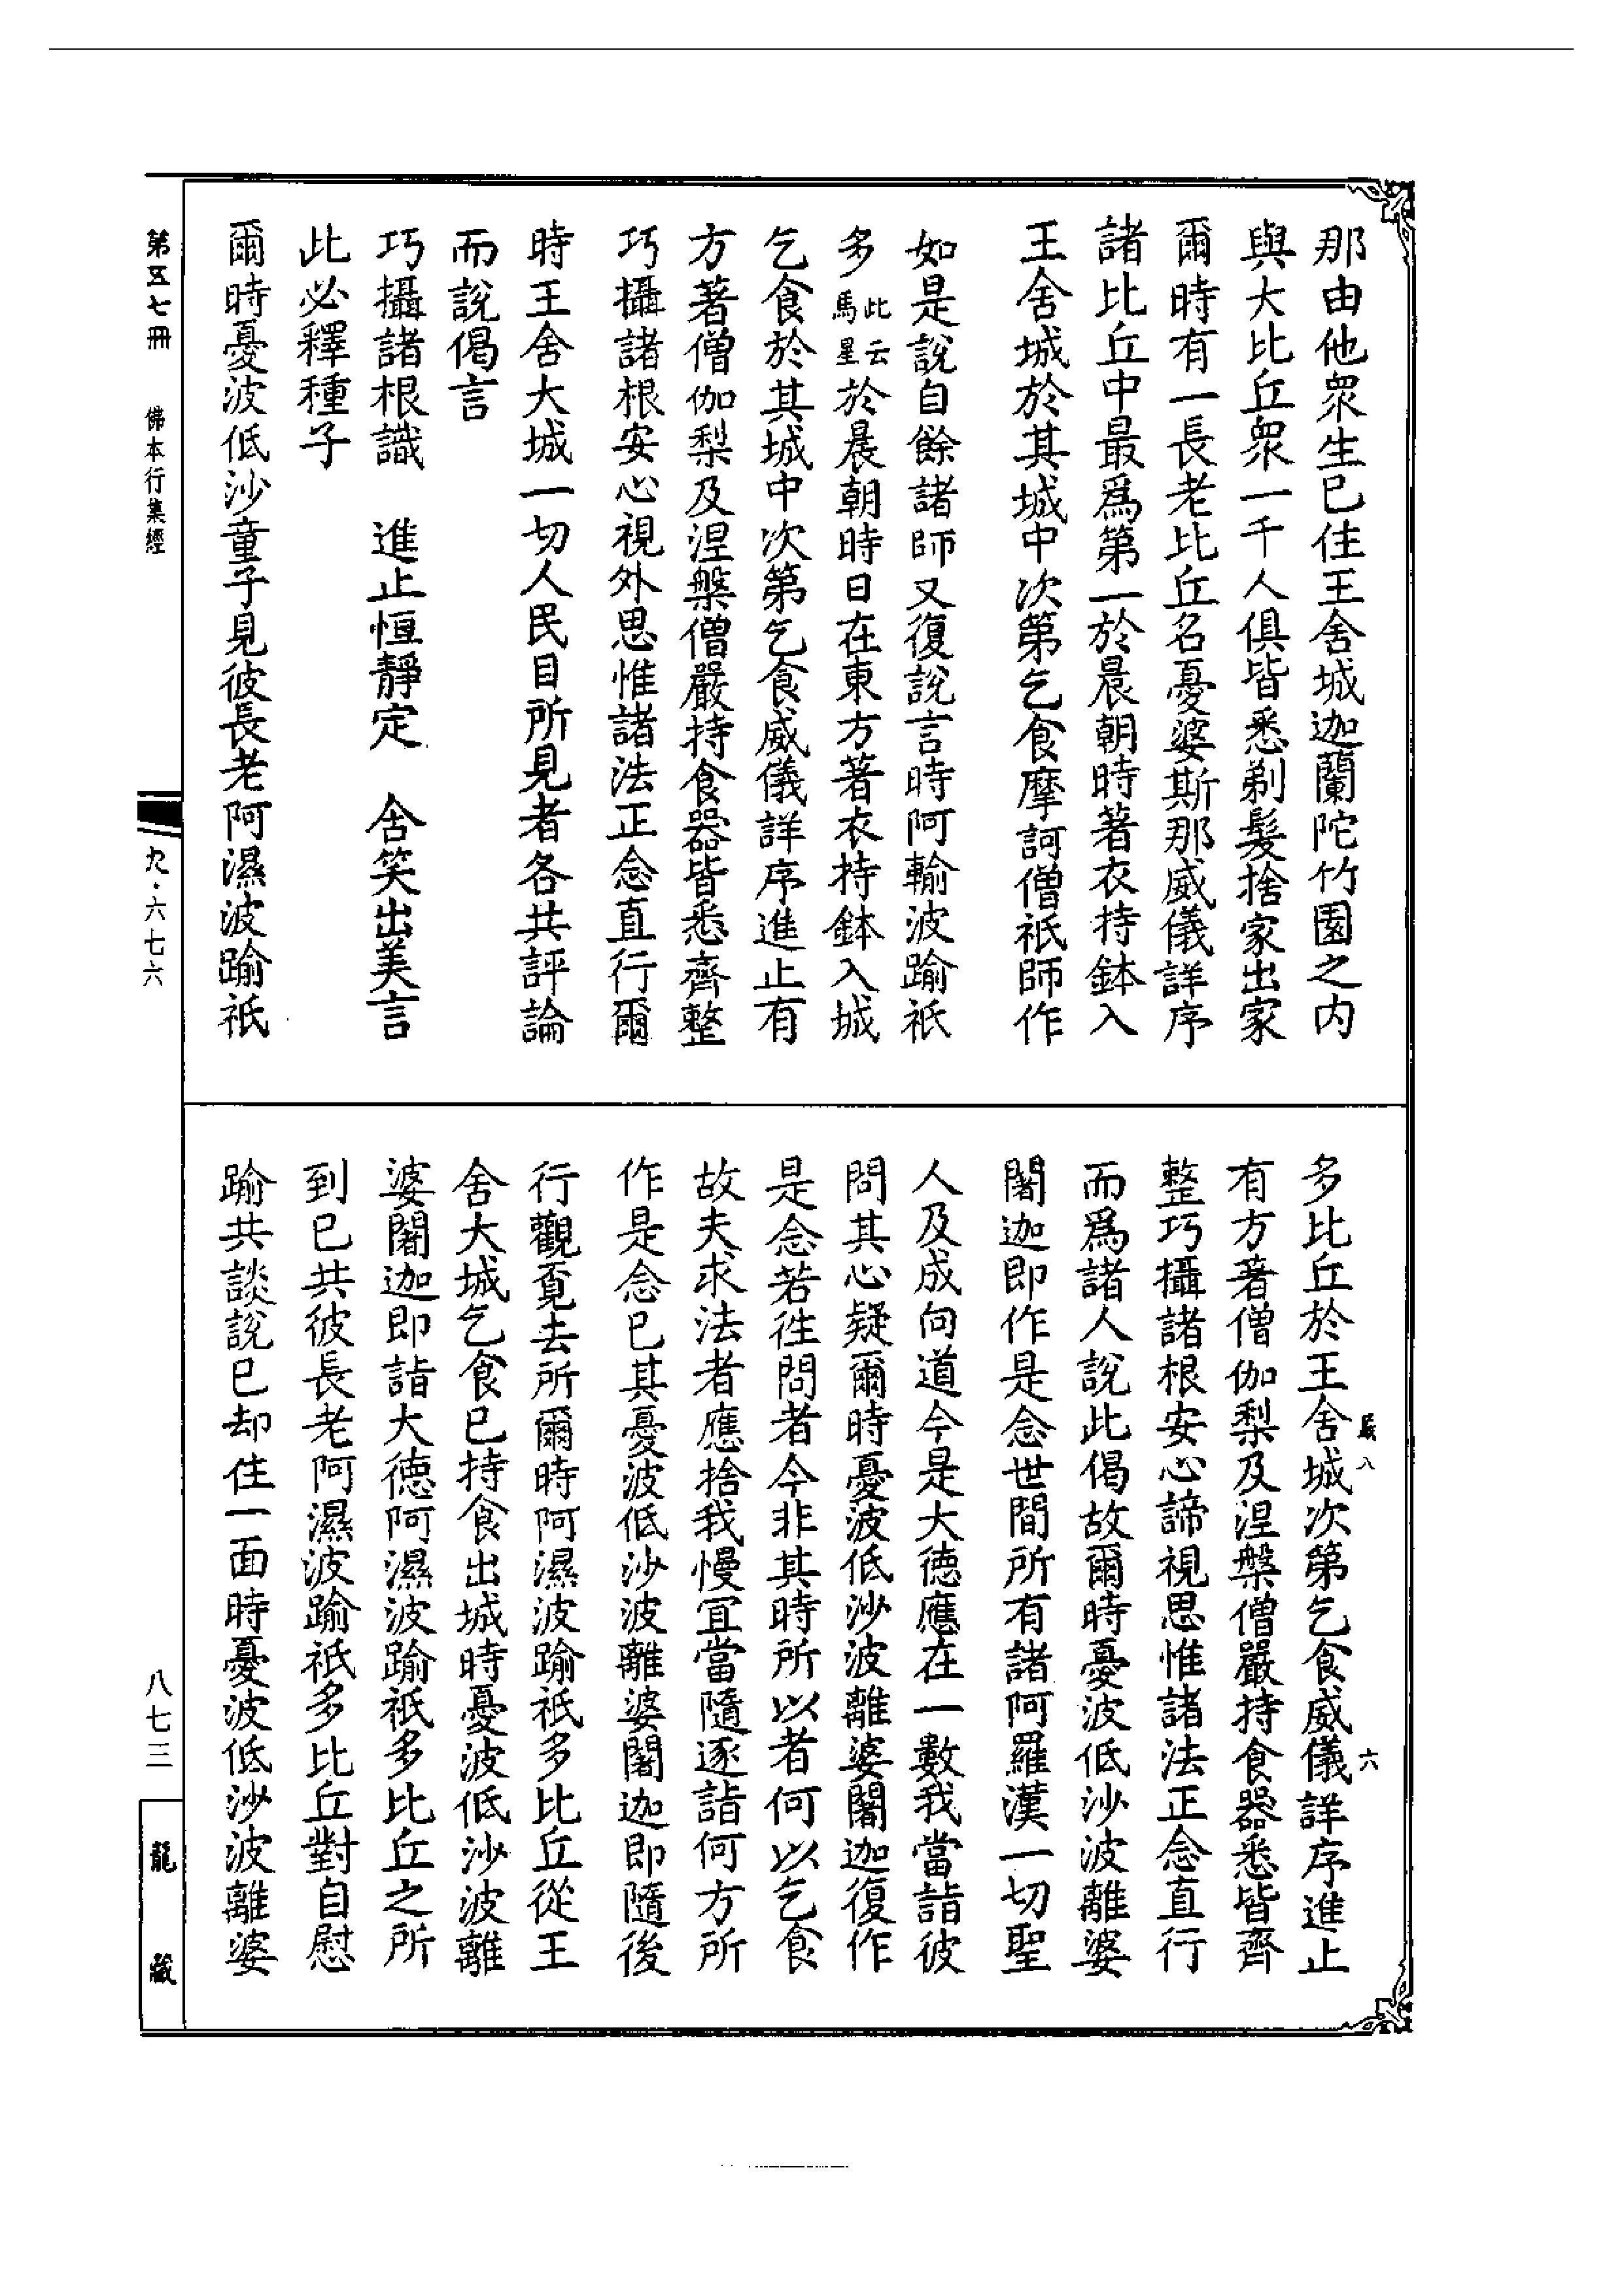 那由他衆生已住王舍城迦蘭陀竹園之内
與大比丘衆一千人俱皆悉剃髮捨家出家
爾時有一長老比丘名憂婆斯那威儀詳序
諸比丘中最爲第一於晨朝時著衣持鉢入
王舍城於其城中次第乞食摩訶僧祇師作
如是說自餘諸師又復說言時阿輸波踰祇
多此云馬星於晨朝時日在東方著衣持鉢入城
乞食於其城中次第乞食威儀詳序進止有
方著僧伽梨及涅槃僧嚴持食器皆悉齊整
巧攝諸根安心視外思惟諸法正念直行爾
時王舍大城一切人民目所見者各共評論
而說偈言
巧攝諸根識　進止恒靜定　含笑出美言
此必釋種子
爾時憂波低沙童子見彼長老阿濕波踰祇
多比丘於王舍城次第乞食威儀詳序進止
有方著僧伽梨及涅槃僧嚴持食器悉皆齊
整巧攝諸根安心諦視思惟諸法正念直行
而爲諸人說此偈故爾時憂波低沙波離婆
闍迦即作是念世間所有諸阿羅漢一切聖
人及成向道今是大德應在一數我當詣彼
問其心疑爾時憂波低沙波離婆闍迦復作
是念若往問者今非其時所以者何以乞食
故夫求法者應捨我慢宜當隨逐詣何方所
作是念已其憂波低沙波離婆闍迦即隨後
行觀覓去所爾時阿濕波踰祇多比丘從王
舍大城乞食已持食出城時憂波低沙波離
婆闍迦即詣大德阿濕波踰祇多比丘之所
到已共彼長老阿濕波踰祇多比丘對自慰
踰共談說已却住一面時憂波低沙波離婆
八　六
第五七冊　佛本行集經
九·六七六
八七三
龍藏